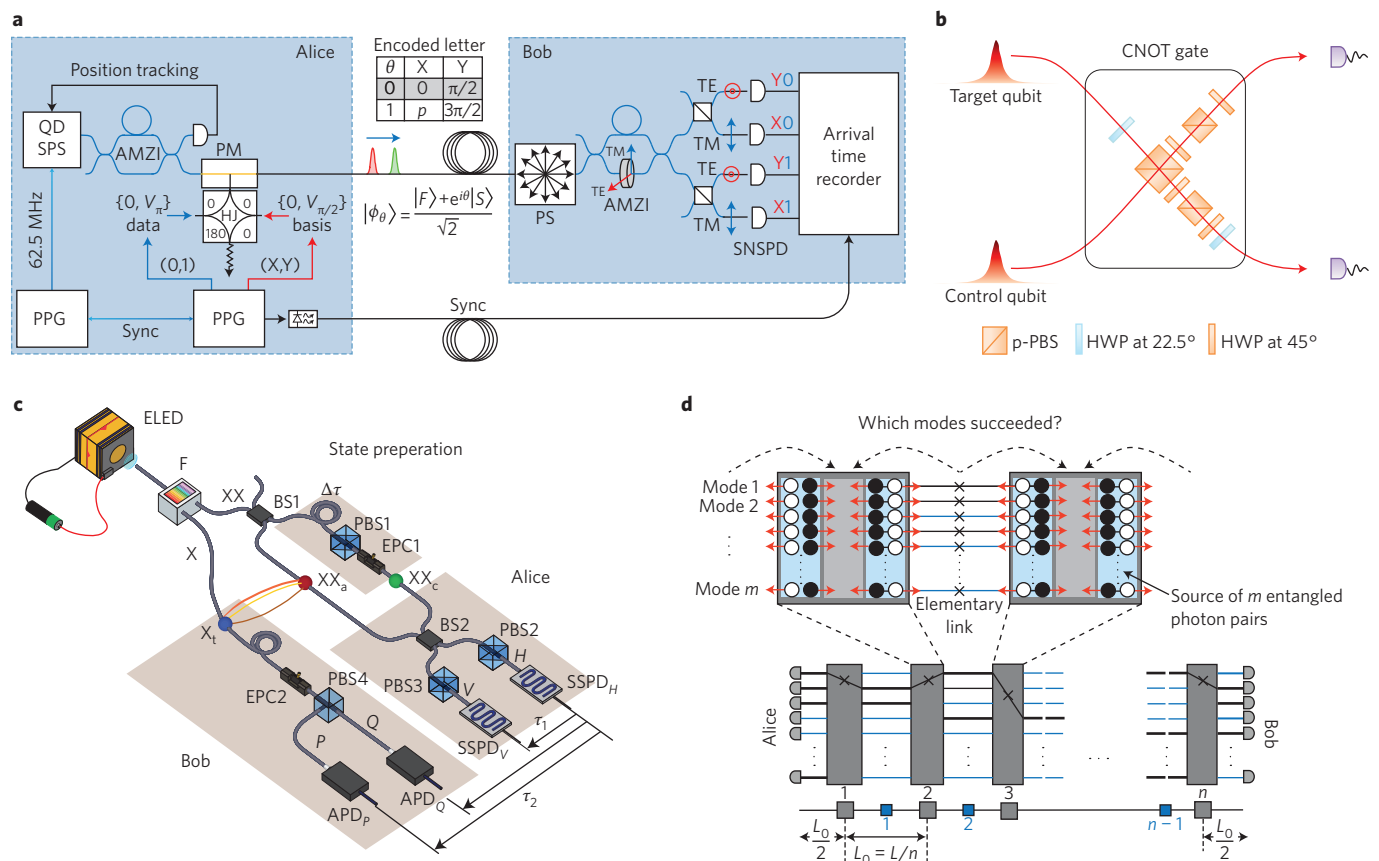 a
Alice
Position tracking
QD
SPS
AMZI
PM
62.5 MHz
{0, Vπ}
data
0 0
HJ
180 0
{0, Vπ/2}
basis
(0,1)
(X,Y)
PPG
Sync
PPG
Encoded letter
θ X Y
0 0 π/2
1 p 3π/2
|ϕθ⟩ = |F⟩ + e^iθ|S⟩ / √2
Sync
Bob
PS
TM
TE
AMZI
TE
TM
TE
TM
SNSPD
Y0
X0
Y1
X1
Arrival
time
recorder
b
CNOT gate
Target qubit
Control qubit
p-PBS
HWP at 22.5°
HWP at 45°
c
ELED
State preperation
F
XX
BS1
Δτ
PBS1
EPC1
X
XXa
XXc
Alice
Xt
BS2
PBS2
H
SSPDH
PBS3
V
SSPDV
EPC2
PBS4
P
Q
Bob
APDP
APDQ
τ1
τ2
d
Which modes succeeded?
Mode 1
Mode 2
Mode m
Elementary
link
Source of m entangled
photon pairs
Alice
Bob
1 2 3 n
1 2 n − 1
L0/2
L0 = L/n
L0/2